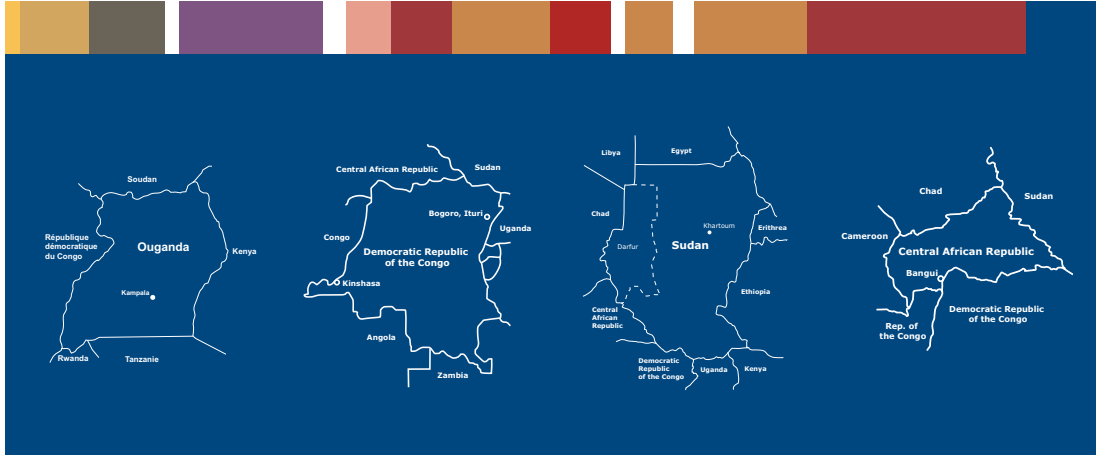 Soudan
République
démocratique
du Congo
Ouganda
Kenya
Kampala
Rwanda
Tanzanie
Central African Republic
Sudan
Bogoro, Ituri
Uganda
Congo
Democratic Republic
of the Congo
Kinshasa
Angola
Zambia
Libya
Egypt
Chad
Khartoum
Erithrea
Darfur
Sudan
Ethiopia
Central
African
Republic
Democratic
Republic
of the Congo
Uganda
Kenya
Chad
Sudan
Cameroon
Central African Republic
Bangui
Democratic Republic
of the Congo
Rep. of
the Congo